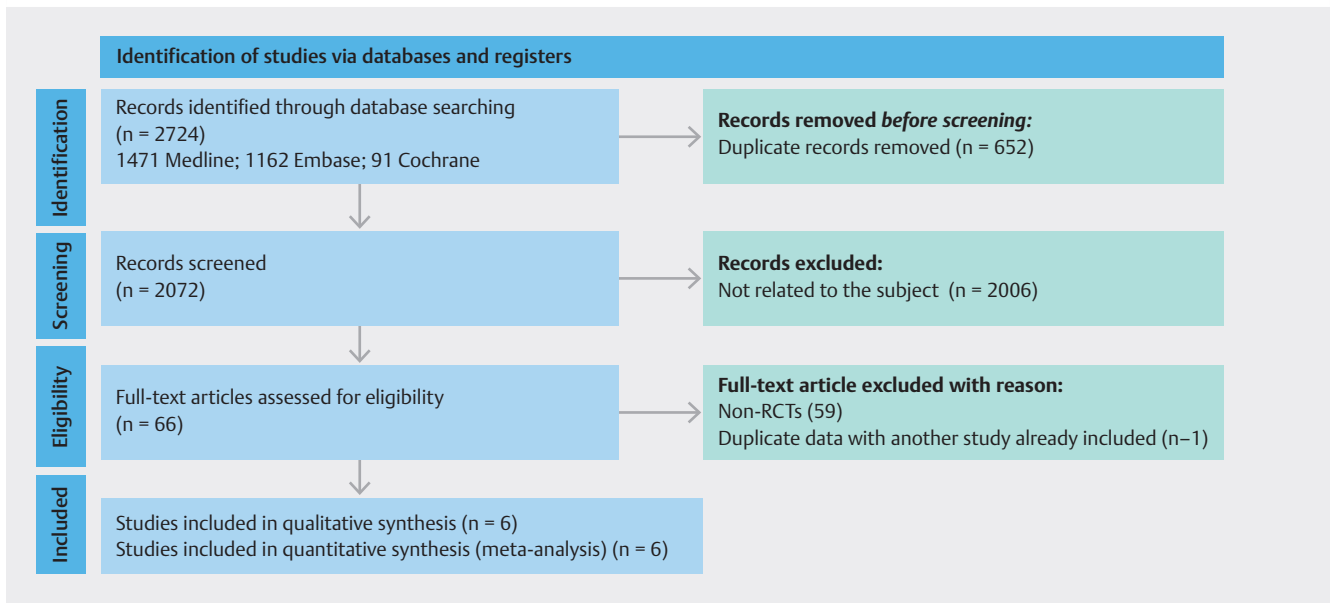 Identification of studies via databases and registers
Identification
Records identified through database searching
(n = 2724)
1471 Medline; 1162 Embase; 91 Cochrane
Records removed before screening:
Duplicate records removed (n = 652)
Screening
Records screened
(n = 2072)
Records excluded:
Not related to the subject (n = 2006)
Eligibility
Full-text articles assessed for eligibility
(n = 66)
Full-text article excluded with reason:
Non-RCTs (59)
Duplicate data with another study already included (n–1)
Included
Studies included in qualitative synthesis (n = 6)
Studies included in quantitative synthesis (meta-analysis) (n = 6)